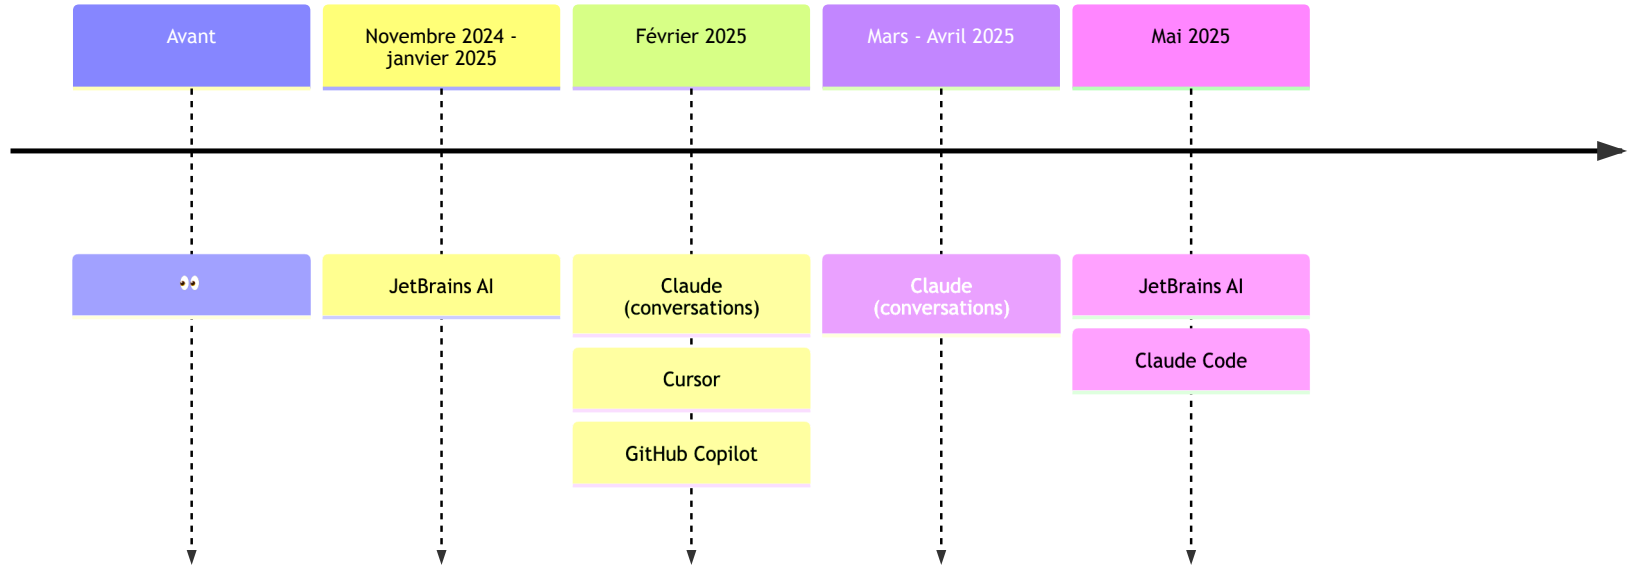 Avant
Novembre 2024 -
janvier 2025
Février 2025
Mars - Avril 2025
Mai 2025
👀
JetBrains AI
Claude
(conversations)
Cursor
GitHub Copilot
Claude
(conversations)
JetBrains AI
Claude Code